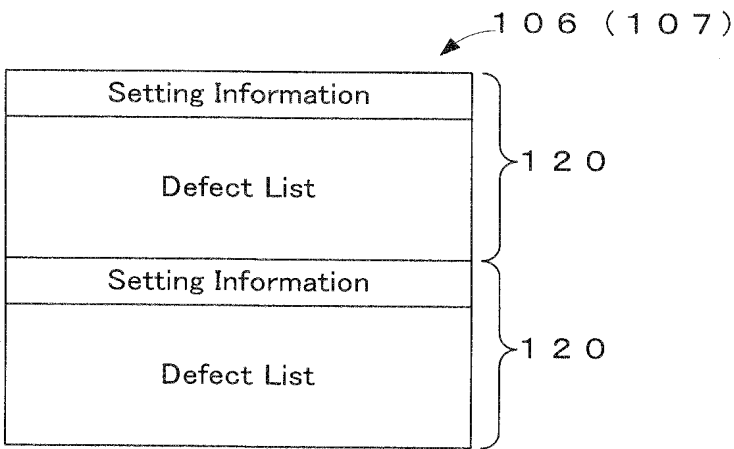 106 (107)
Setting Information
Defect List
120
Setting Information
Defect List
120